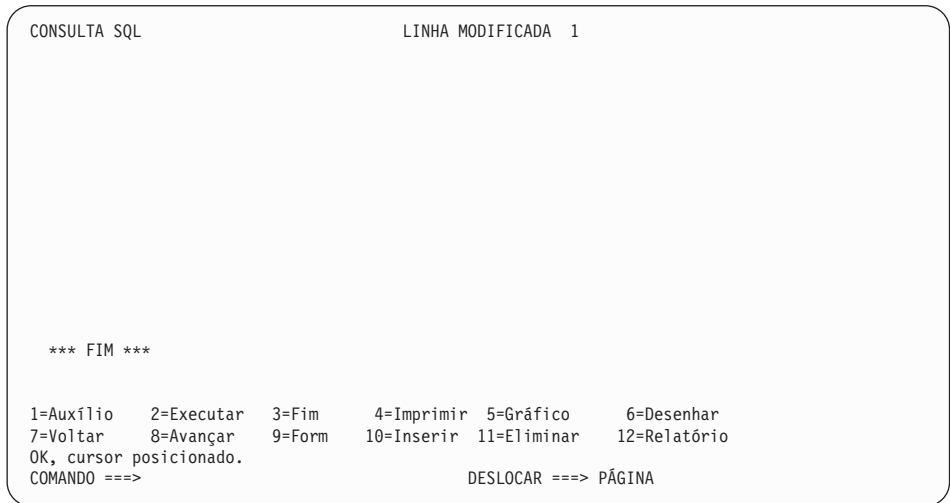 CONSULTA SQL LINHA MODIFICADA 1
*** FIM ***
1=Auxílio 2=Executar 3=Fim 4=Imprimir 5=Gráfico 6=Desenhar
7=Voltar 8=Avançar 9=Form 10=Inserir 11=Eliminar 12=Relatório
OK, cursor posicionado.
COMANDO ===> DESLOCAR ===> PÁGINA